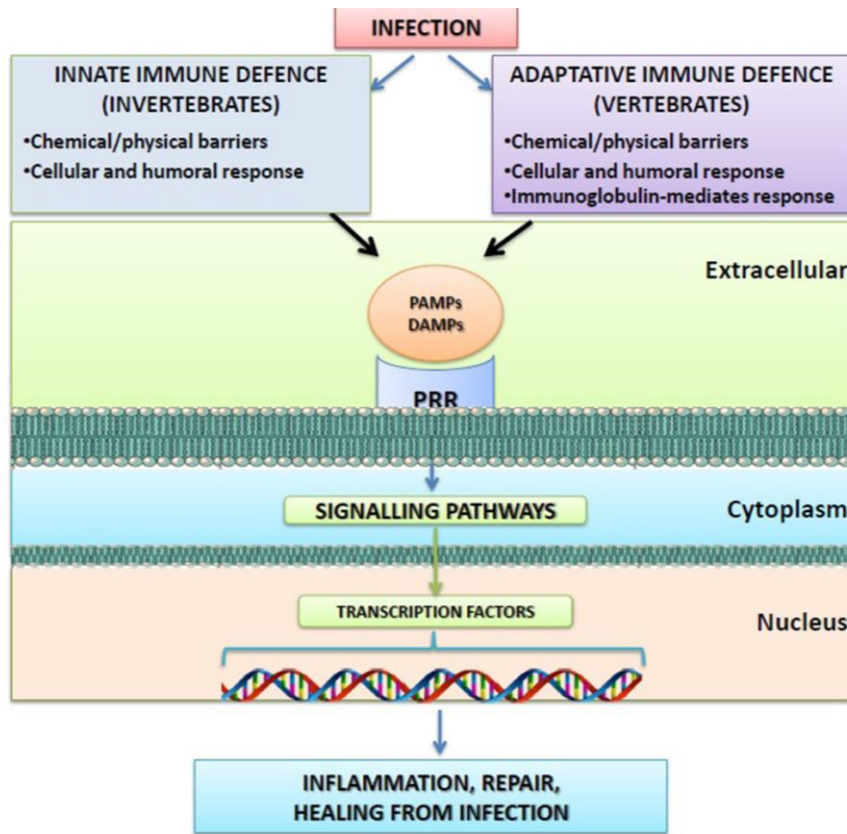 INFECTION
INNATE IMMUNE DEFENCE
(INVERTEBRATES)
•Chemical/physical barriers
•Cellular and humoral response
ADAPTATIVE IMMUNE DEFENCE
(VERTEBRATES)
•Chemical/physical barriers
•Cellular and humoral response
•Immunoglobulin-mediates response
Extracellular
PAMPs
DAMPs
PRR
SIGNALLING PATHWAYS
Cytoplasm
TRANSCRIPTION FACTORS
Nucleus
INFLAMMATION, REPAIR,
HEALING FROM INFECTION